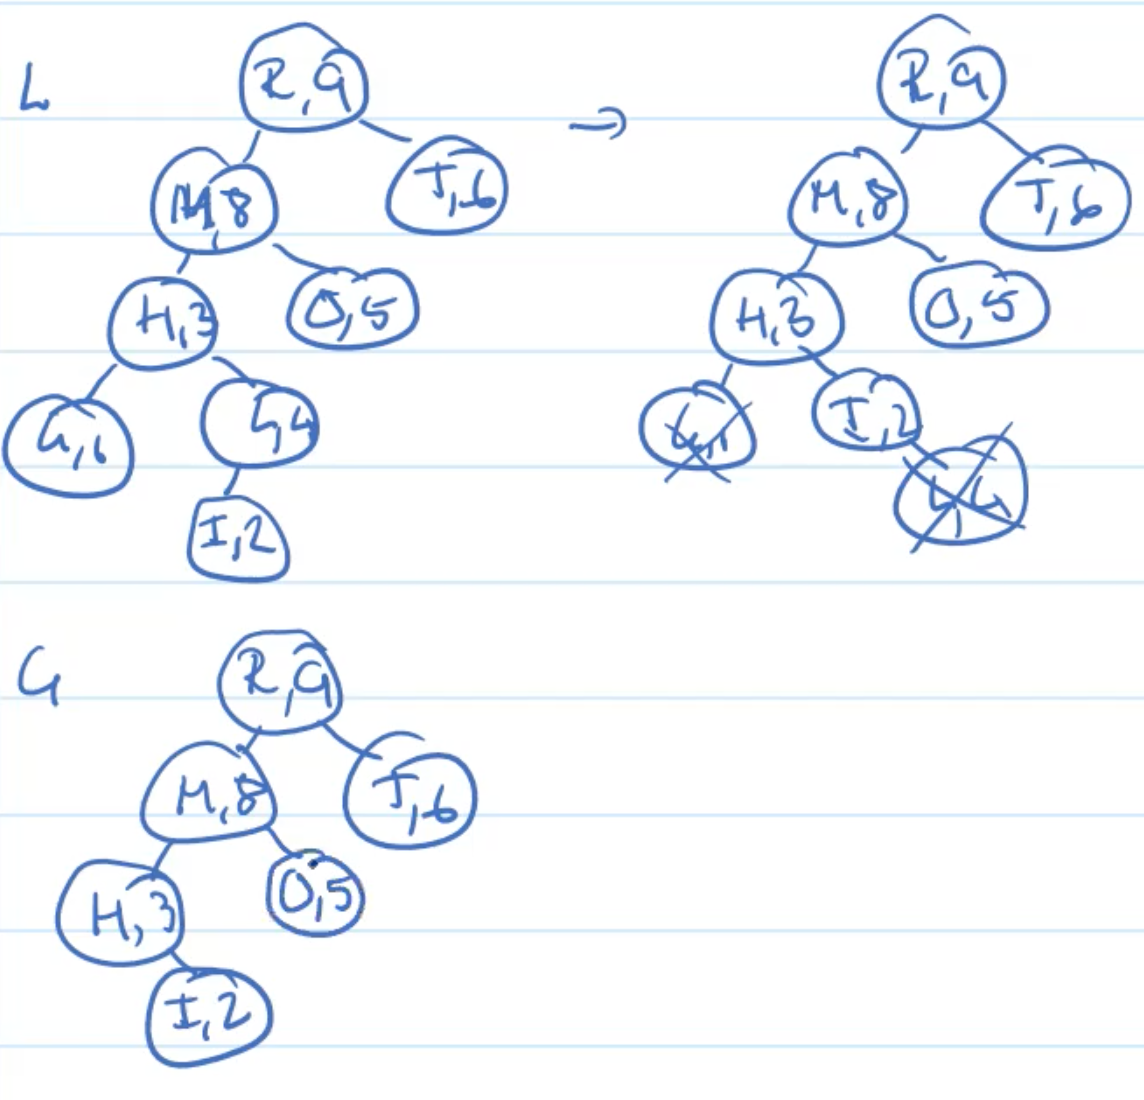 L
R,9 → R,9
M,8 T,6 M,8 T,6
H,3 O,5 H,3 O,5
G,1 L,4 G,1 I,2
I,2 L,4
G
R,9
M,8 T,6
H,3 O,5
I,2